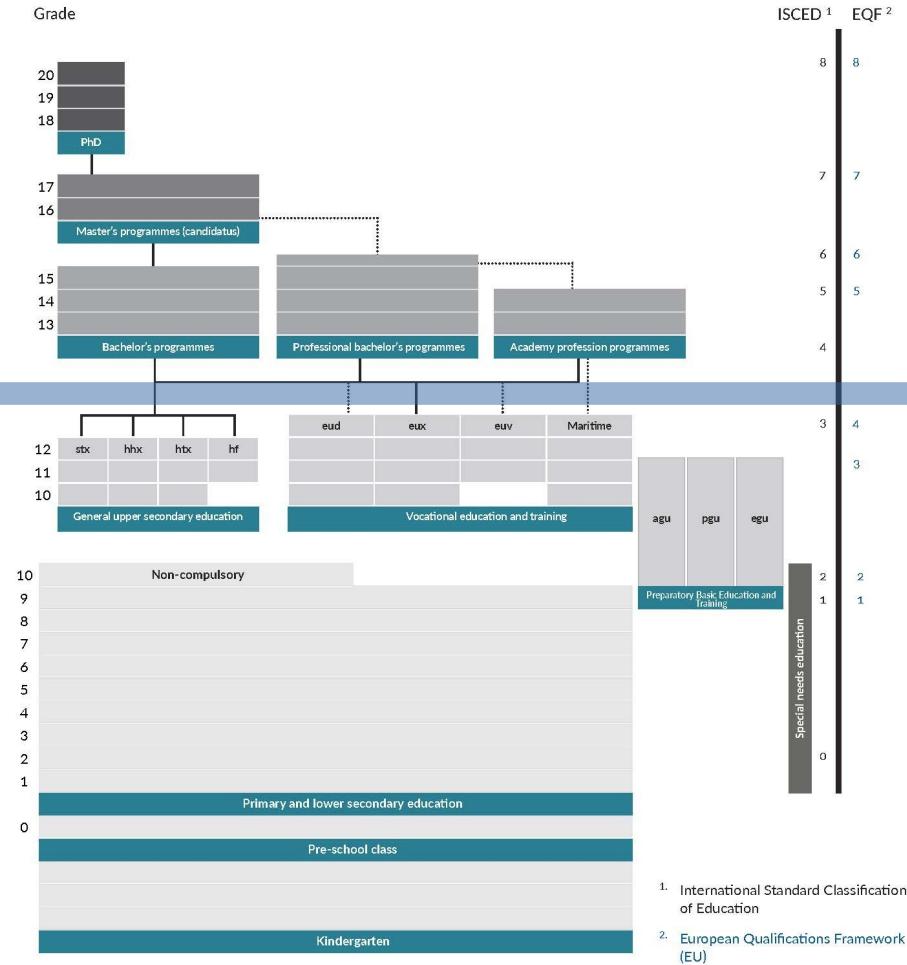 Grade
ISCED 1 EQF 2
8 8
20
19
18
PhD
7 7
17
16
Master's programmes (candidatus)
6 6
15
5 5
14
13
Bachelor's programmes
Professional bachelor's programmes
Academy profession programmes
4
eud
eux
euv
Maritime
3 4
12
stx
hhx
htx
hf
11
3
10
General upper secondary education
Vocational education and training
agu
pgu
egu
10
Non-compulsory
2 2
Preparatory Basic Education and
Training
9
1 1
8
7
6
5
4
3
2
1
Special needs education
0
Primary and lower secondary education
0
Pre-school class
Kindergarten
1. International Standard Classification
of Education
2. European Qualifications Framework
(EU)